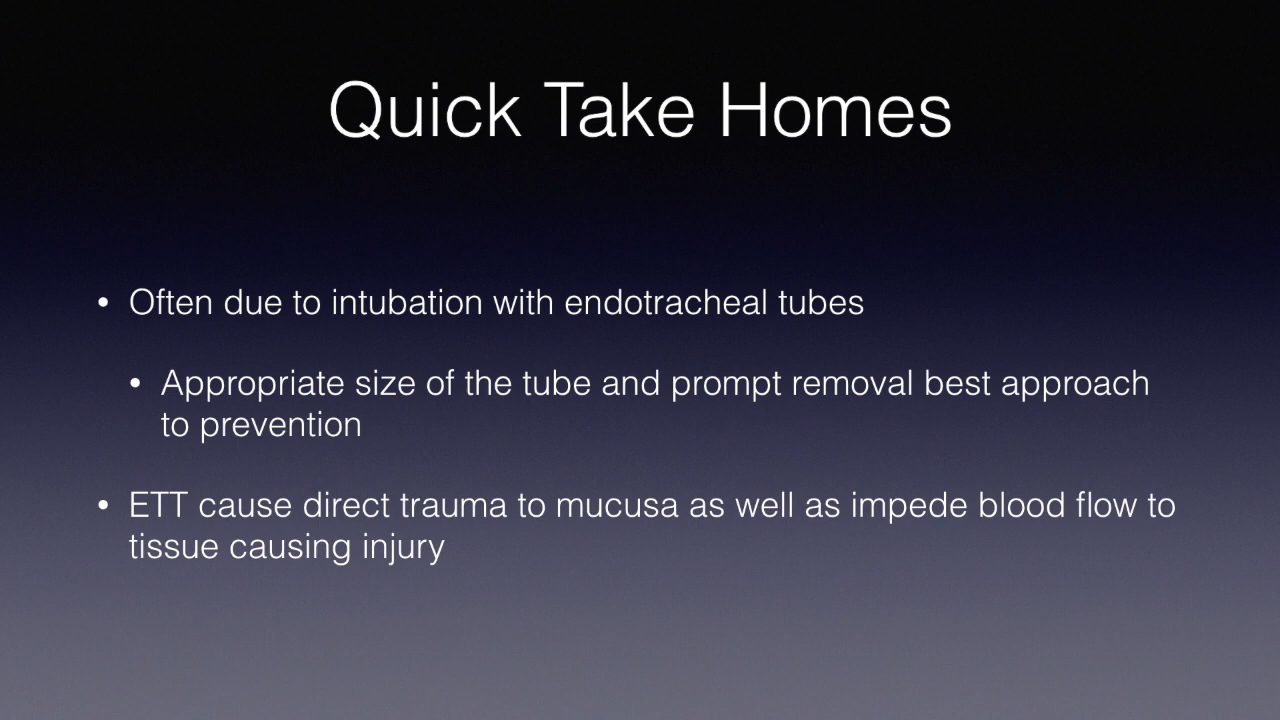 Quick Take Homes
• Often due to intubation with endotracheal tubes
• Appropriate size of the tube and prompt removal best approach
to prevention
• ETT cause direct trauma to mucusa as well as impede blood flow to
tissue causing injury